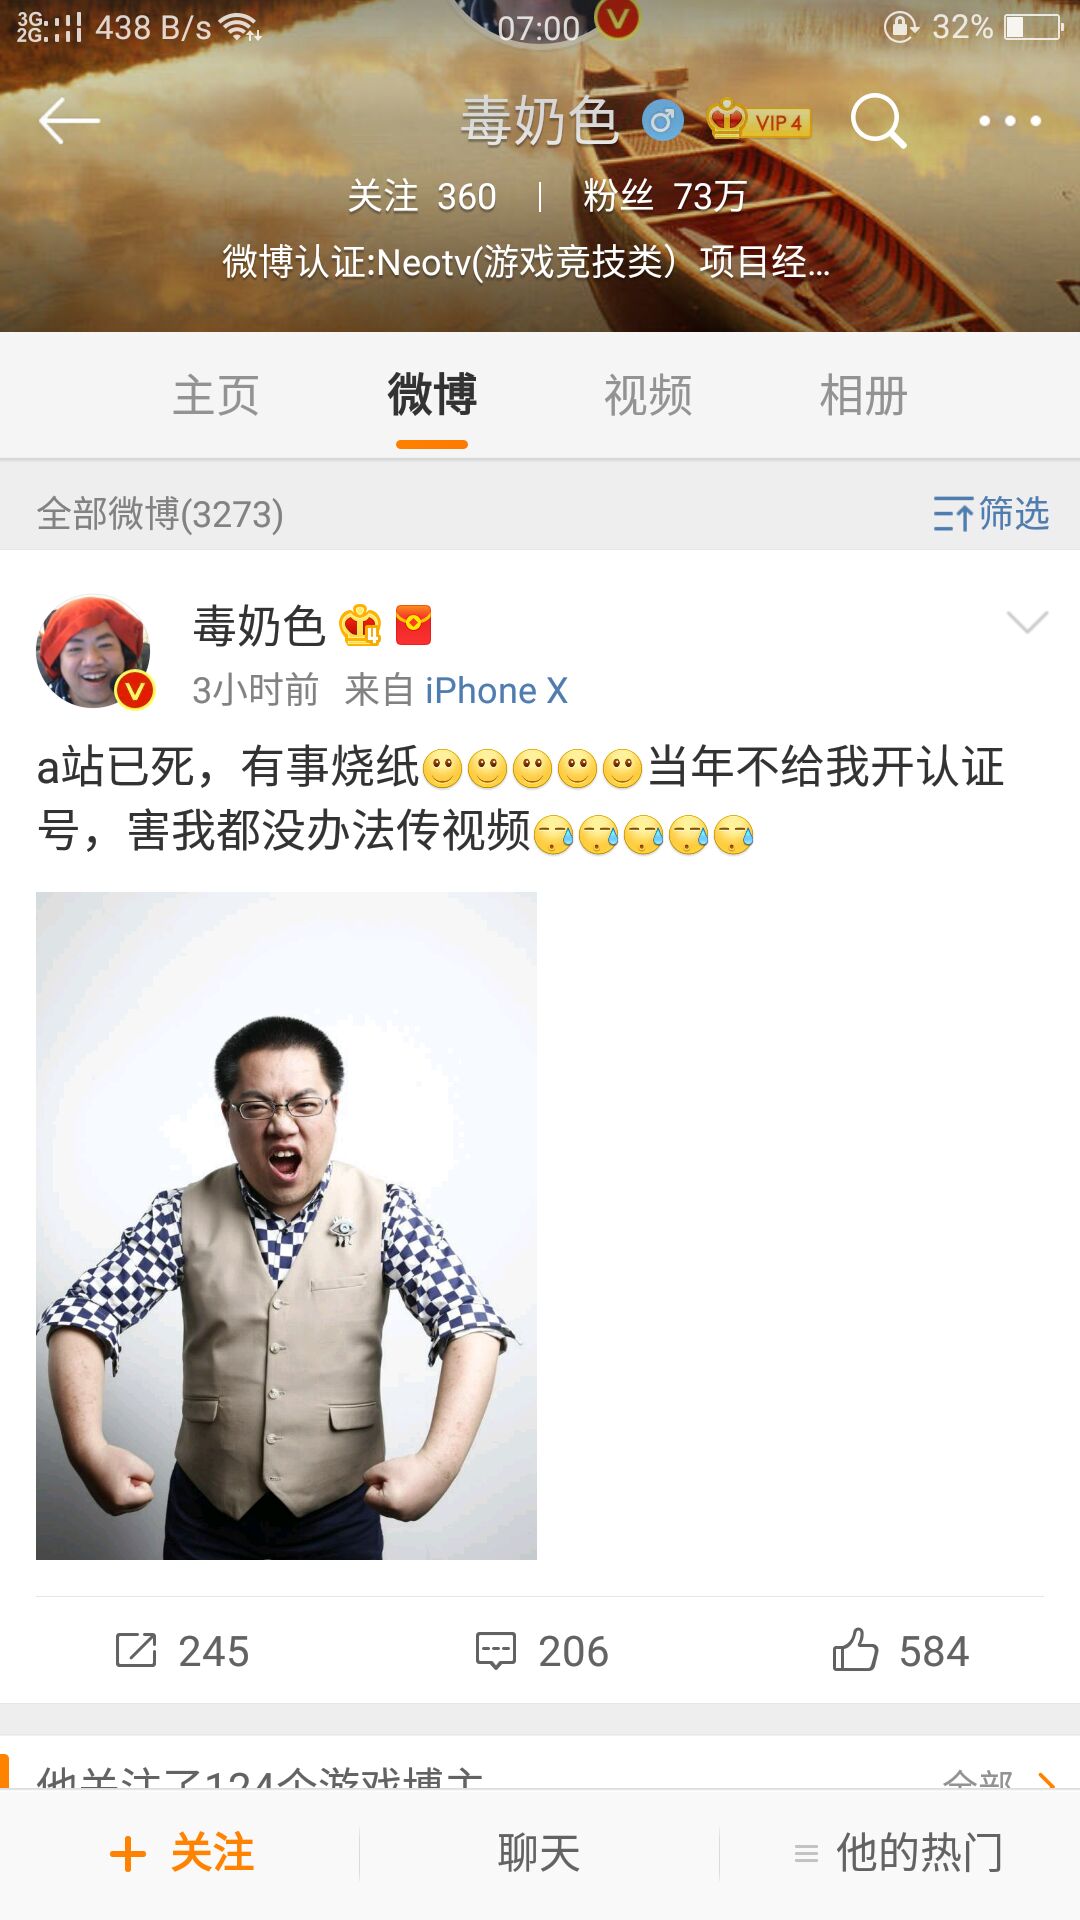 3G 2G 438 B/s 07:00 32%
毒奶色 VIP 4
关注 360 | 粉丝 73万
微博认证:Neotv(游戏竞技类）项目经...
主页 微博 视频 相册
全部微博(3273) 筛选
毒奶色 4
3小时前 来自 iPhone X
a站已死，有事烧纸当年不给我开认证
号，害我都没办法传视频
245 206 584
他关注了124个游戏博主 全部
+ 关注 聊天 他的热门